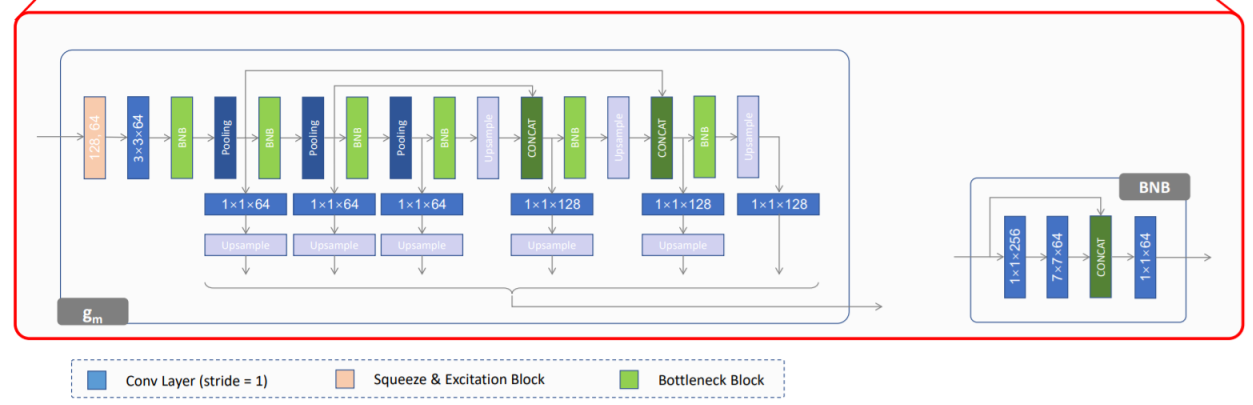 128, 64
3×3×64
BNB
Pooling
BNB
Pooling
BNB
Pooling
BNB
Upsample
CONCAT
BNB
Upsample
CONCAT
BNB
Upsample
1×1×64
1×1×64
1×1×64
1×1×128
1×1×128
1×1×128
Upsample
Upsample
Upsample
Upsample
Upsample
gm
BNB
1×1×256
7×7×64
CONCAT
1×1×64
Conv Layer (stride = 1)
Squeeze & Excitation Block
Bottleneck Block